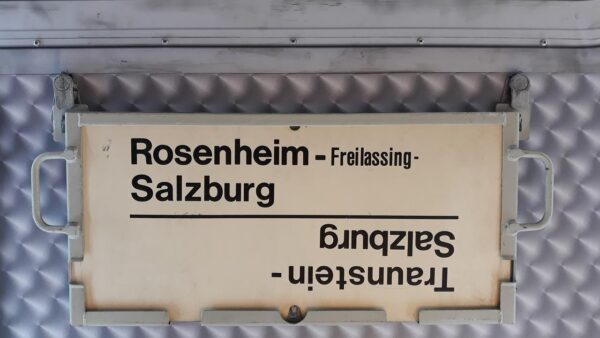 Rosenheim - Freilassing -
Salzburg
Traunstein -
Salzburg